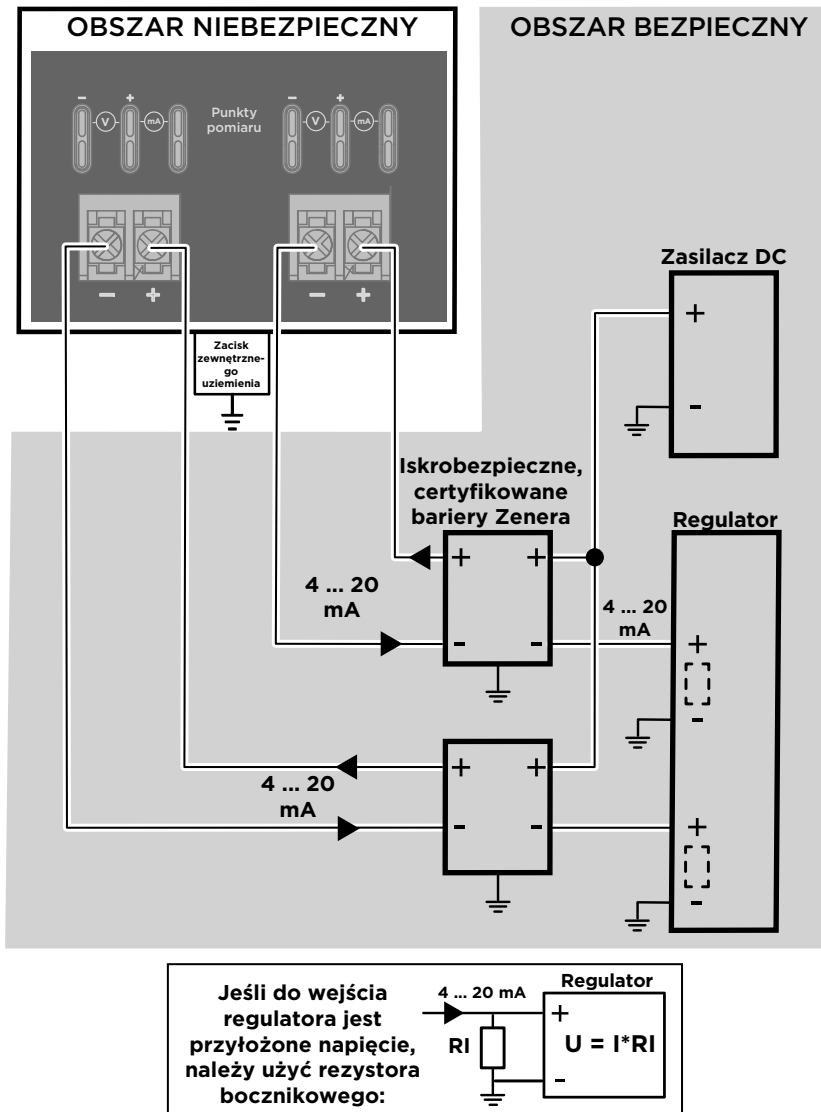 OBSZAR NIEBEZPIECZNY
OBSZAR BEZPIECZNY
- + - +
V mA
Punkty
pomiaru
V mA
- + - +
Zacisk
zewnętrzne-
go
uziemienia
Zasilacz DC
+
-
Iskrobezpieczne,
certyfikowane
bariery Zenera
Regulator
+ +
4 ... 20
mA
4 ... 20
mA
- -
+
-
+ +
4 ... 20
mA
- -
+
-
Jeśli do wejścia
regulatora jest
przyłożone napięcie,
należy użyć rezystora
bocznikowego:
4 ... 20 mA
Regulator
+
RI
U = I*RI
-